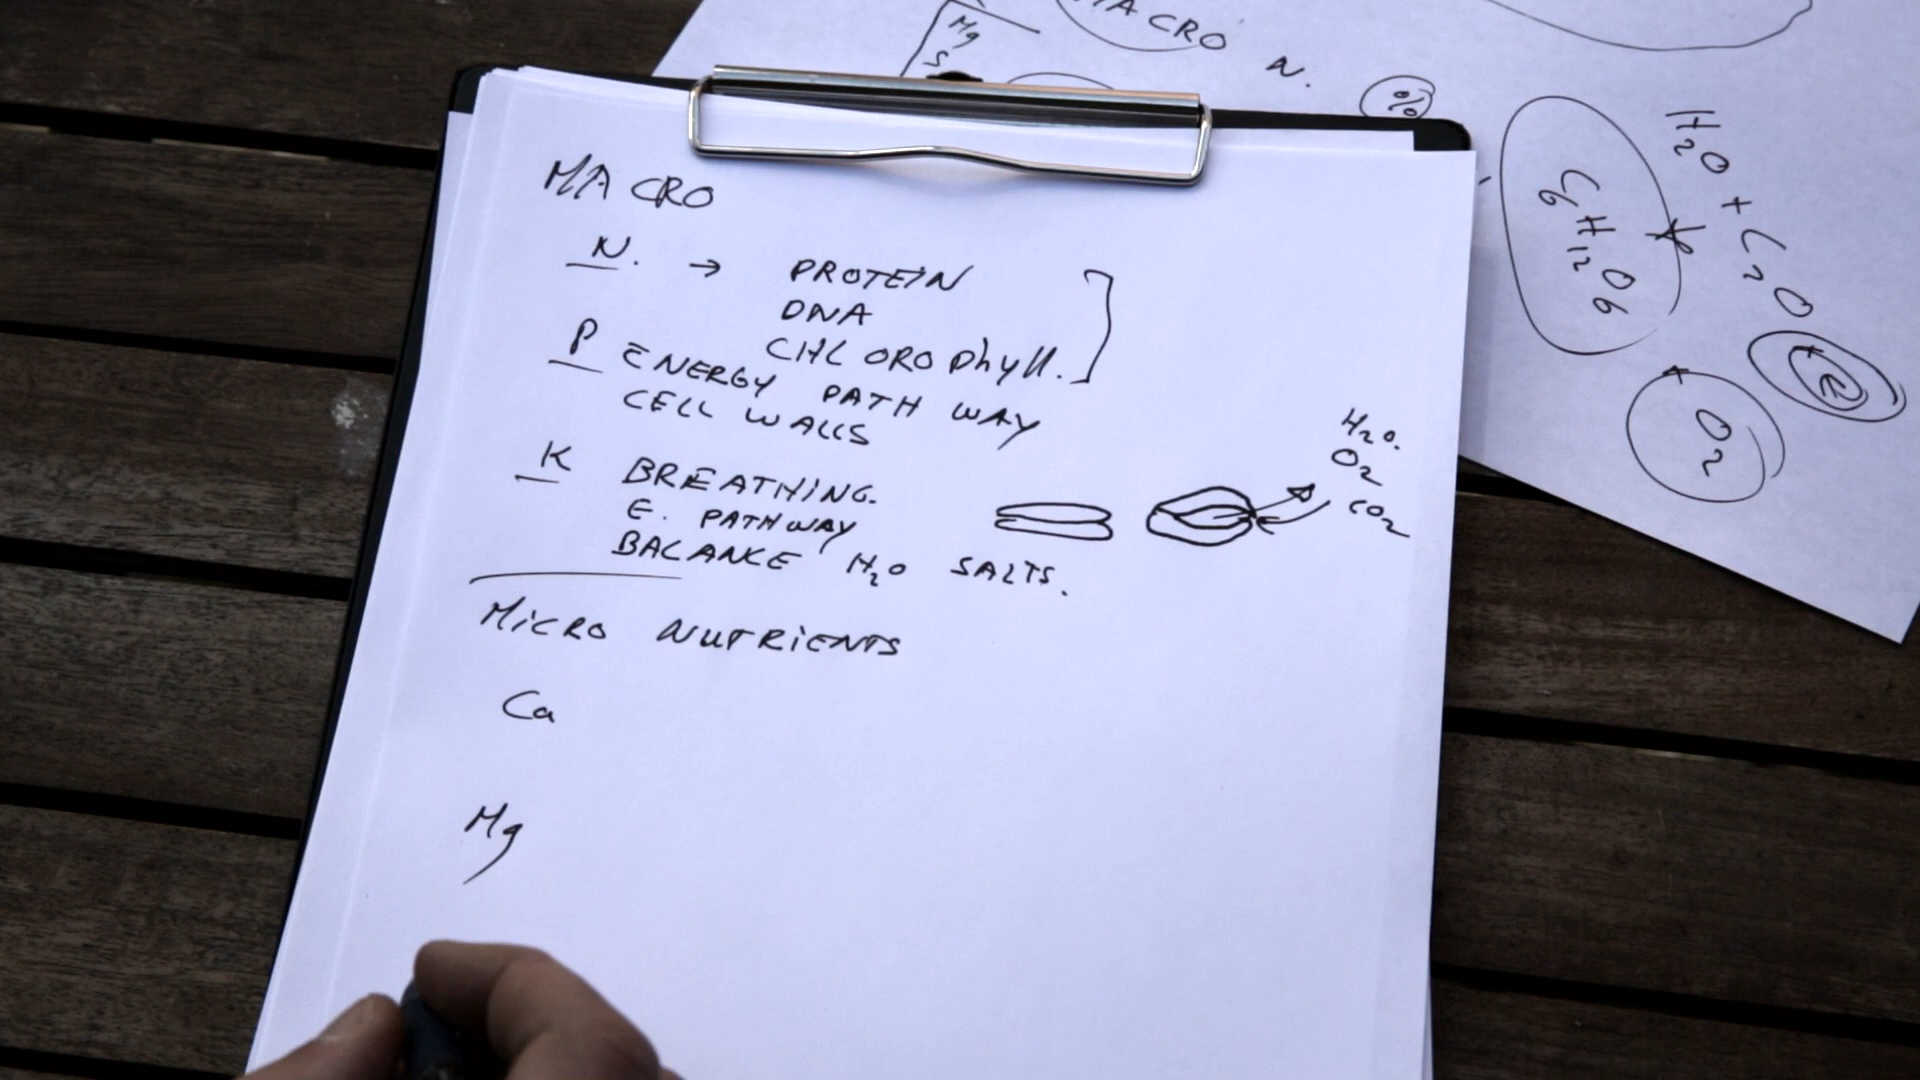 MACRO
N. → PROTEIN
DNA
CHLOROPHYLL.
P ENERGY PATH WAY
CELL WALLS
K BREATHING.
E. PATHWAY
BALANCE H₂O SALTS.
H₂O.
O₂
CO₂
MICRO NUTRIENTS
Ca
Mg
Mg
S
MACRO N.
%
H₂O + C₂O
C₆H₁₂O₆
O₂